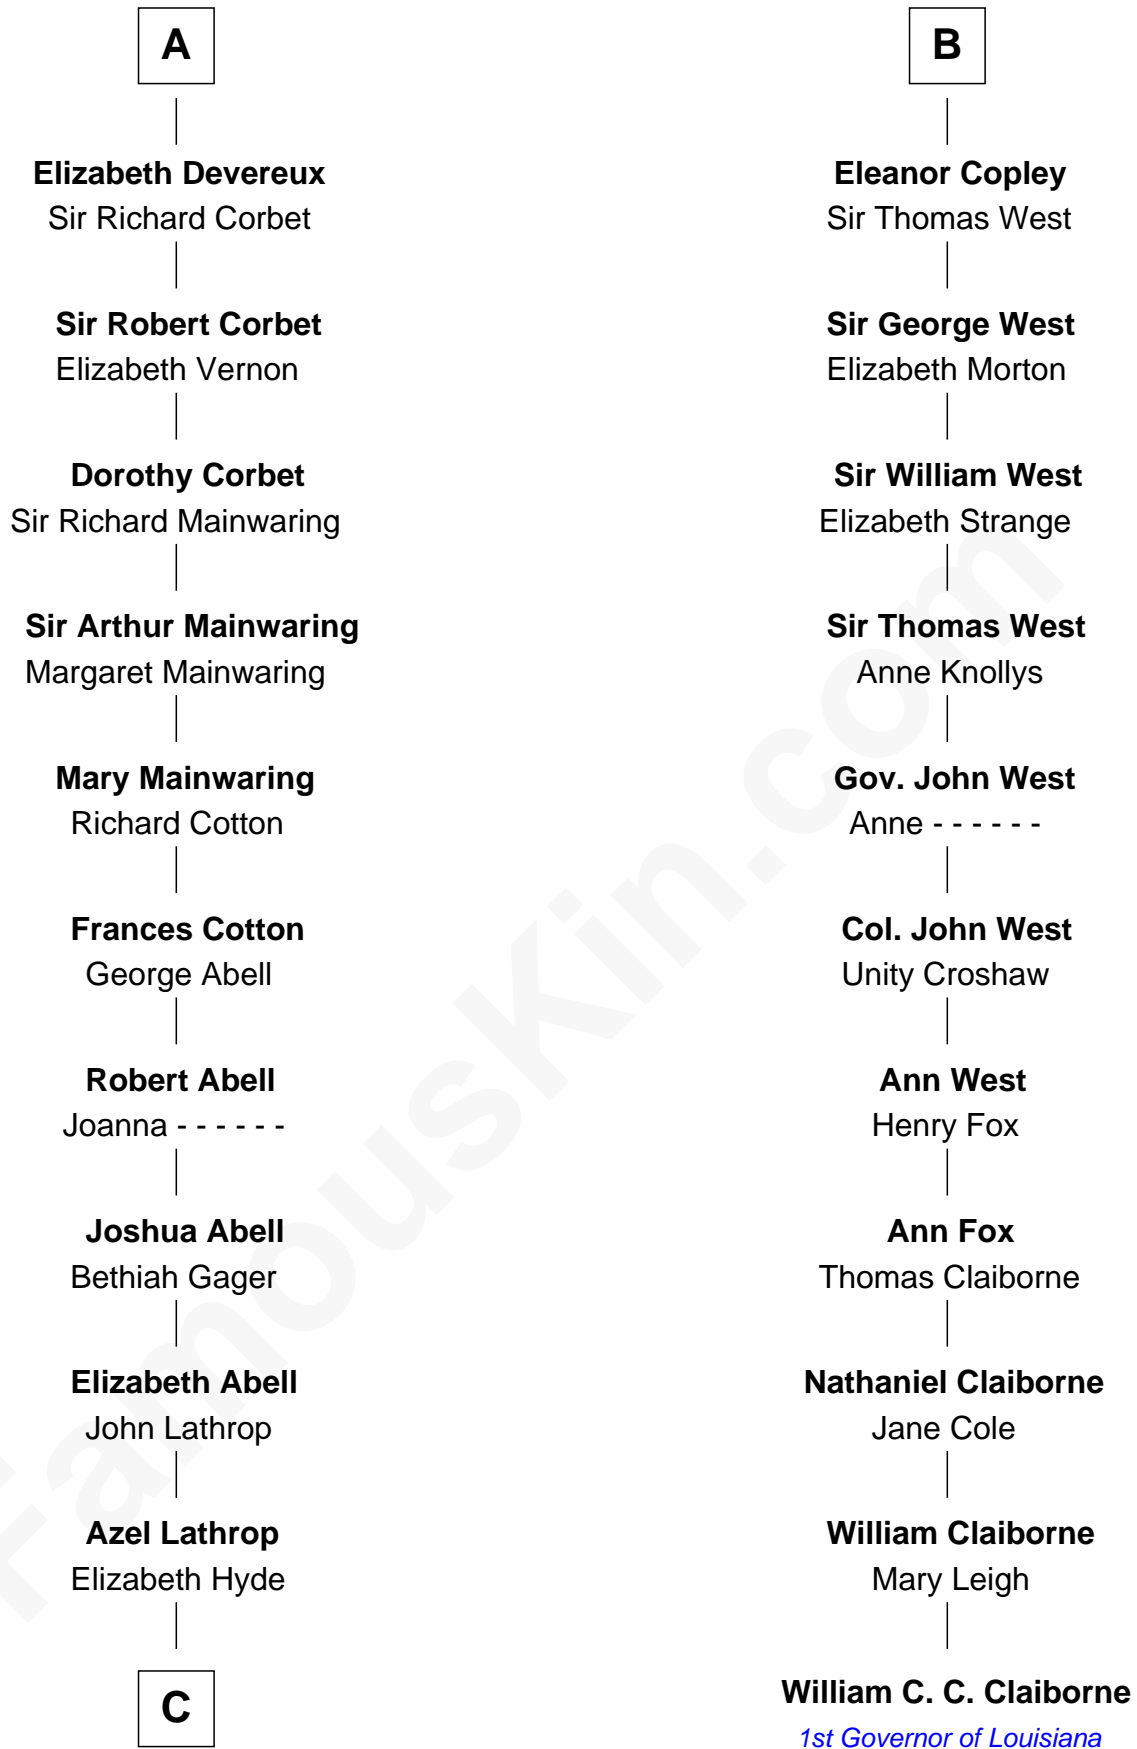 A
Elizabeth Devereux
Sir Richard Corbet
Sir Robert Corbet
Elizabeth Vernon
Dorothy Corbet
Sir Richard Mainwaring
Sir Arthur Mainwaring
Margaret Mainwaring
Mary Mainwaring
Richard Cotton
Frances Cotton
George Abell
Robert Abell
Joanna - - - - - -
Joshua Abell
Bethiah Gager
Elizabeth Abell
John Lathrop
Azel Lathrop
Elizabeth Hyde
C
B
Eleanor Copley
Sir Thomas West
Sir George West
Elizabeth Morton
Sir William West
Elizabeth Strange
Sir Thomas West
Anne Knollys
Gov. John West
Anne - - - - - -
Col. John West
Unity Croshaw
Ann West
Henry Fox
Ann Fox
Thomas Claiborne
Nathaniel Claiborne
Jane Cole
William Claiborne
Mary Leigh
William C. C. Claiborne
1st Governor of Louisiana
FamousKin.com